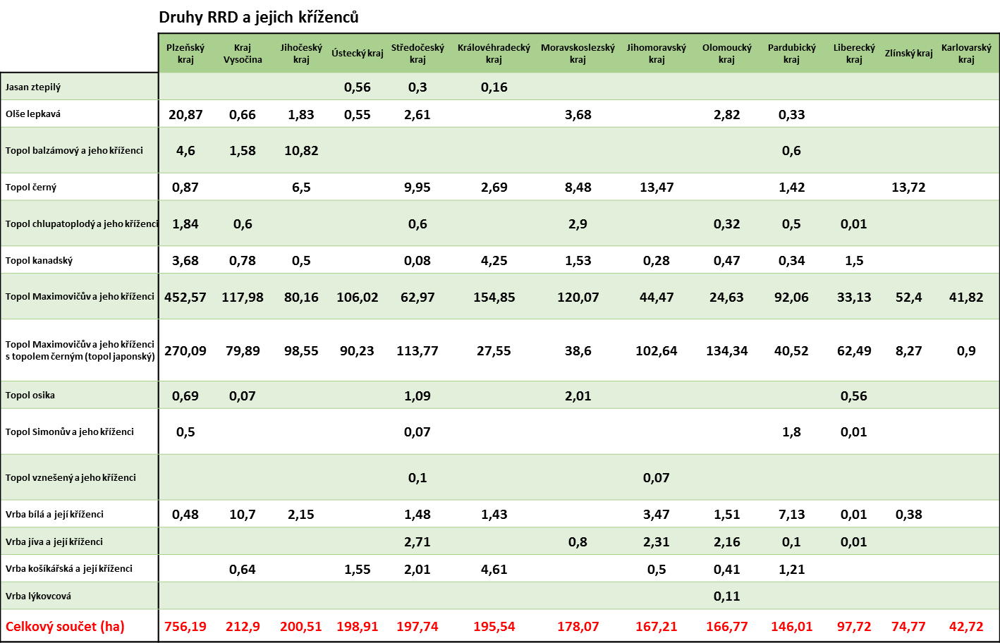 Druhy RRD a jejich kříženců
Plzeňský kraj Kraj Vysočina Jihočeský kraj Ústecký kraj Středočeský kraj Královéhradecký kraj Moravskoslezský kraj Jihomoravský kraj Olomoucký kraj Pardubický kraj Liberecký kraj Zlínský kraj Karlovarský kraj
Jasan ztepilý 0,56 0,3 0,16
Olše lepkavá 20,87 0,66 1,83 0,55 2,61 3,68 2,82 0,33
Topol balzámový a jeho kříženci 4,6 1,58 10,82 0,6
Topol černý 0,87 6,5 9,95 2,69 8,48 13,47 1,42 13,72
Topol chlupatoplodý a jeho kříženci 1,84 0,6 0,6 2,9 0,32 0,5 0,01
Topol kanadský 3,68 0,78 0,5 0,08 4,25 1,53 0,28 0,47 0,34 1,5
Topol Maximovičův a jeho kříženci 452,57 117,98 80,16 106,02 62,97 154,85 120,07 44,47 24,63 92,06 33,13 52,4 41,82
Topol Maximovičův a jeho kříženci
s topolem černým (topol japonský) 270,09 79,89 98,55 90,23 113,77 27,55 38,6 102,64 134,34 40,52 62,49 8,27 0,9
Topol osika 0,69 0,07 1,09 2,01 0,56
Topol Simonův a jeho kříženci 0,5 0,07 1,8 0,01
Topol vznešený a jeho kříženci 0,1 0,07
Vrba bílá a její kříženci 0,48 10,7 2,15 1,48 1,43 3,47 1,51 7,13 0,01 0,38
Vrba jíva a její kříženci 2,71 0,8 2,31 2,16 0,1 0,01
Vrba košíkářská a její kříženci 0,64 1,55 2,01 4,61 0,5 0,41 1,21
Vrba lýkovcová 0,11
Celkový součet (ha) 756,19 212,9 200,51 198,91 197,74 195,54 178,07 167,21 166,77 146,01 97,72 74,77 42,72